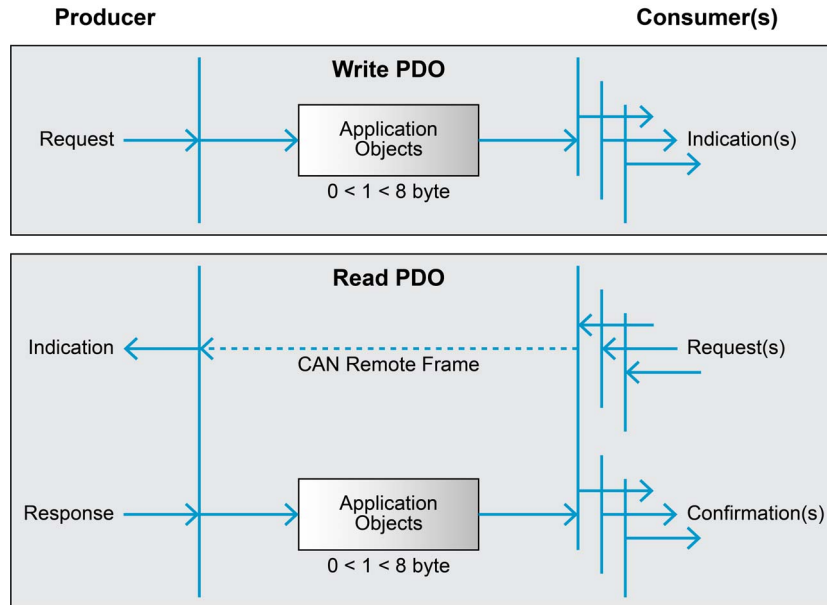 Producer
Consumer(s)
Write PDO
Request
Application
Objects
Indication(s)
0 < 1 < 8 byte
Read PDO
Indication
CAN Remote Frame
Request(s)
Response
Application
Objects
Confirmation(s)
0 < 1 < 8 byte